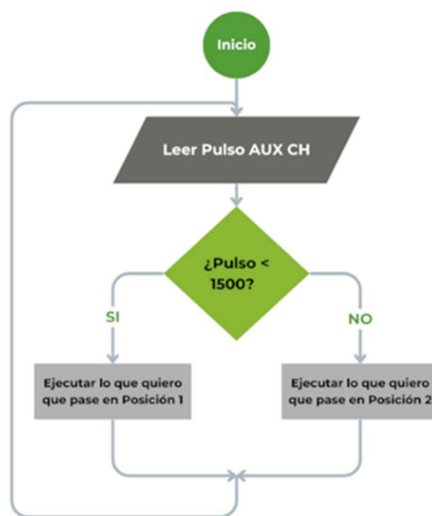 Inicio
Leer Pulso AUX CH
¿Pulso <
1500?
SI
NO
Ejecutar lo que quiero
que pase en Posición 1
Ejecutar lo que quiero
que pase en Posición 2